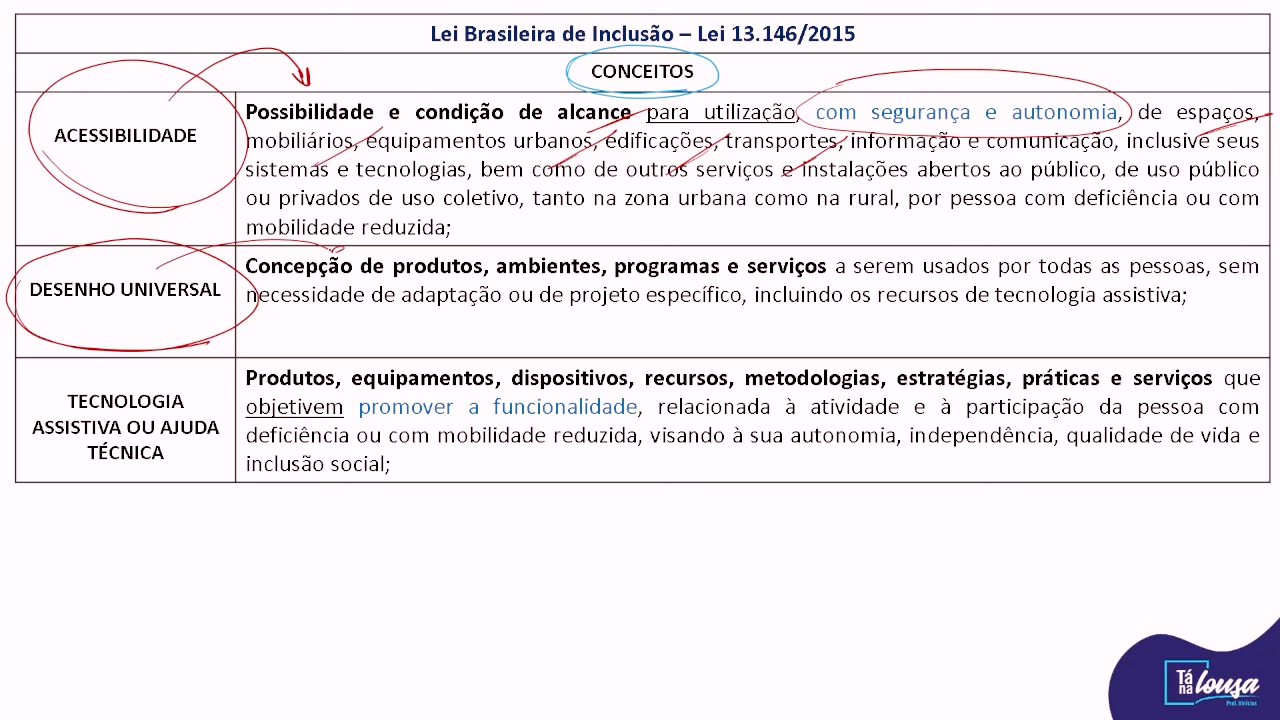 Lei Brasileira de Inclusão – Lei 13.146/2015
CONCEITOS
ACESSIBILIDADE
Possibilidade e condição de alcance para utilização, com segurança e autonomia, de espaços,
mobiliários, equipamentos urbanos, edificações, transportes, informação e comunicação, inclusive seus
sistemas e tecnologias, bem como de outros serviços e instalações abertos ao público, de uso público
ou privados de uso coletivo, tanto na zona urbana como na rural, por pessoa com deficiência ou com
mobilidade reduzida;
DESENHO UNIVERSAL
Concepção de produtos, ambientes, programas e serviços a serem usados por todas as pessoas, sem
necessidade de adaptação ou de projeto específico, incluindo os recursos de tecnologia assistiva;
TECNOLOGIA
ASSISTIVA OU AJUDA
TÉCNICA
Produtos, equipamentos, dispositivos, recursos, metodologias, estratégias, práticas e serviços que
objetivem promover a funcionalidade, relacionada à atividade e à participação da pessoa com
deficiência ou com mobilidade reduzida, visando à sua autonomia, independência, qualidade de vida e
inclusão social;
Tá na lousa
Prof. Vinícius